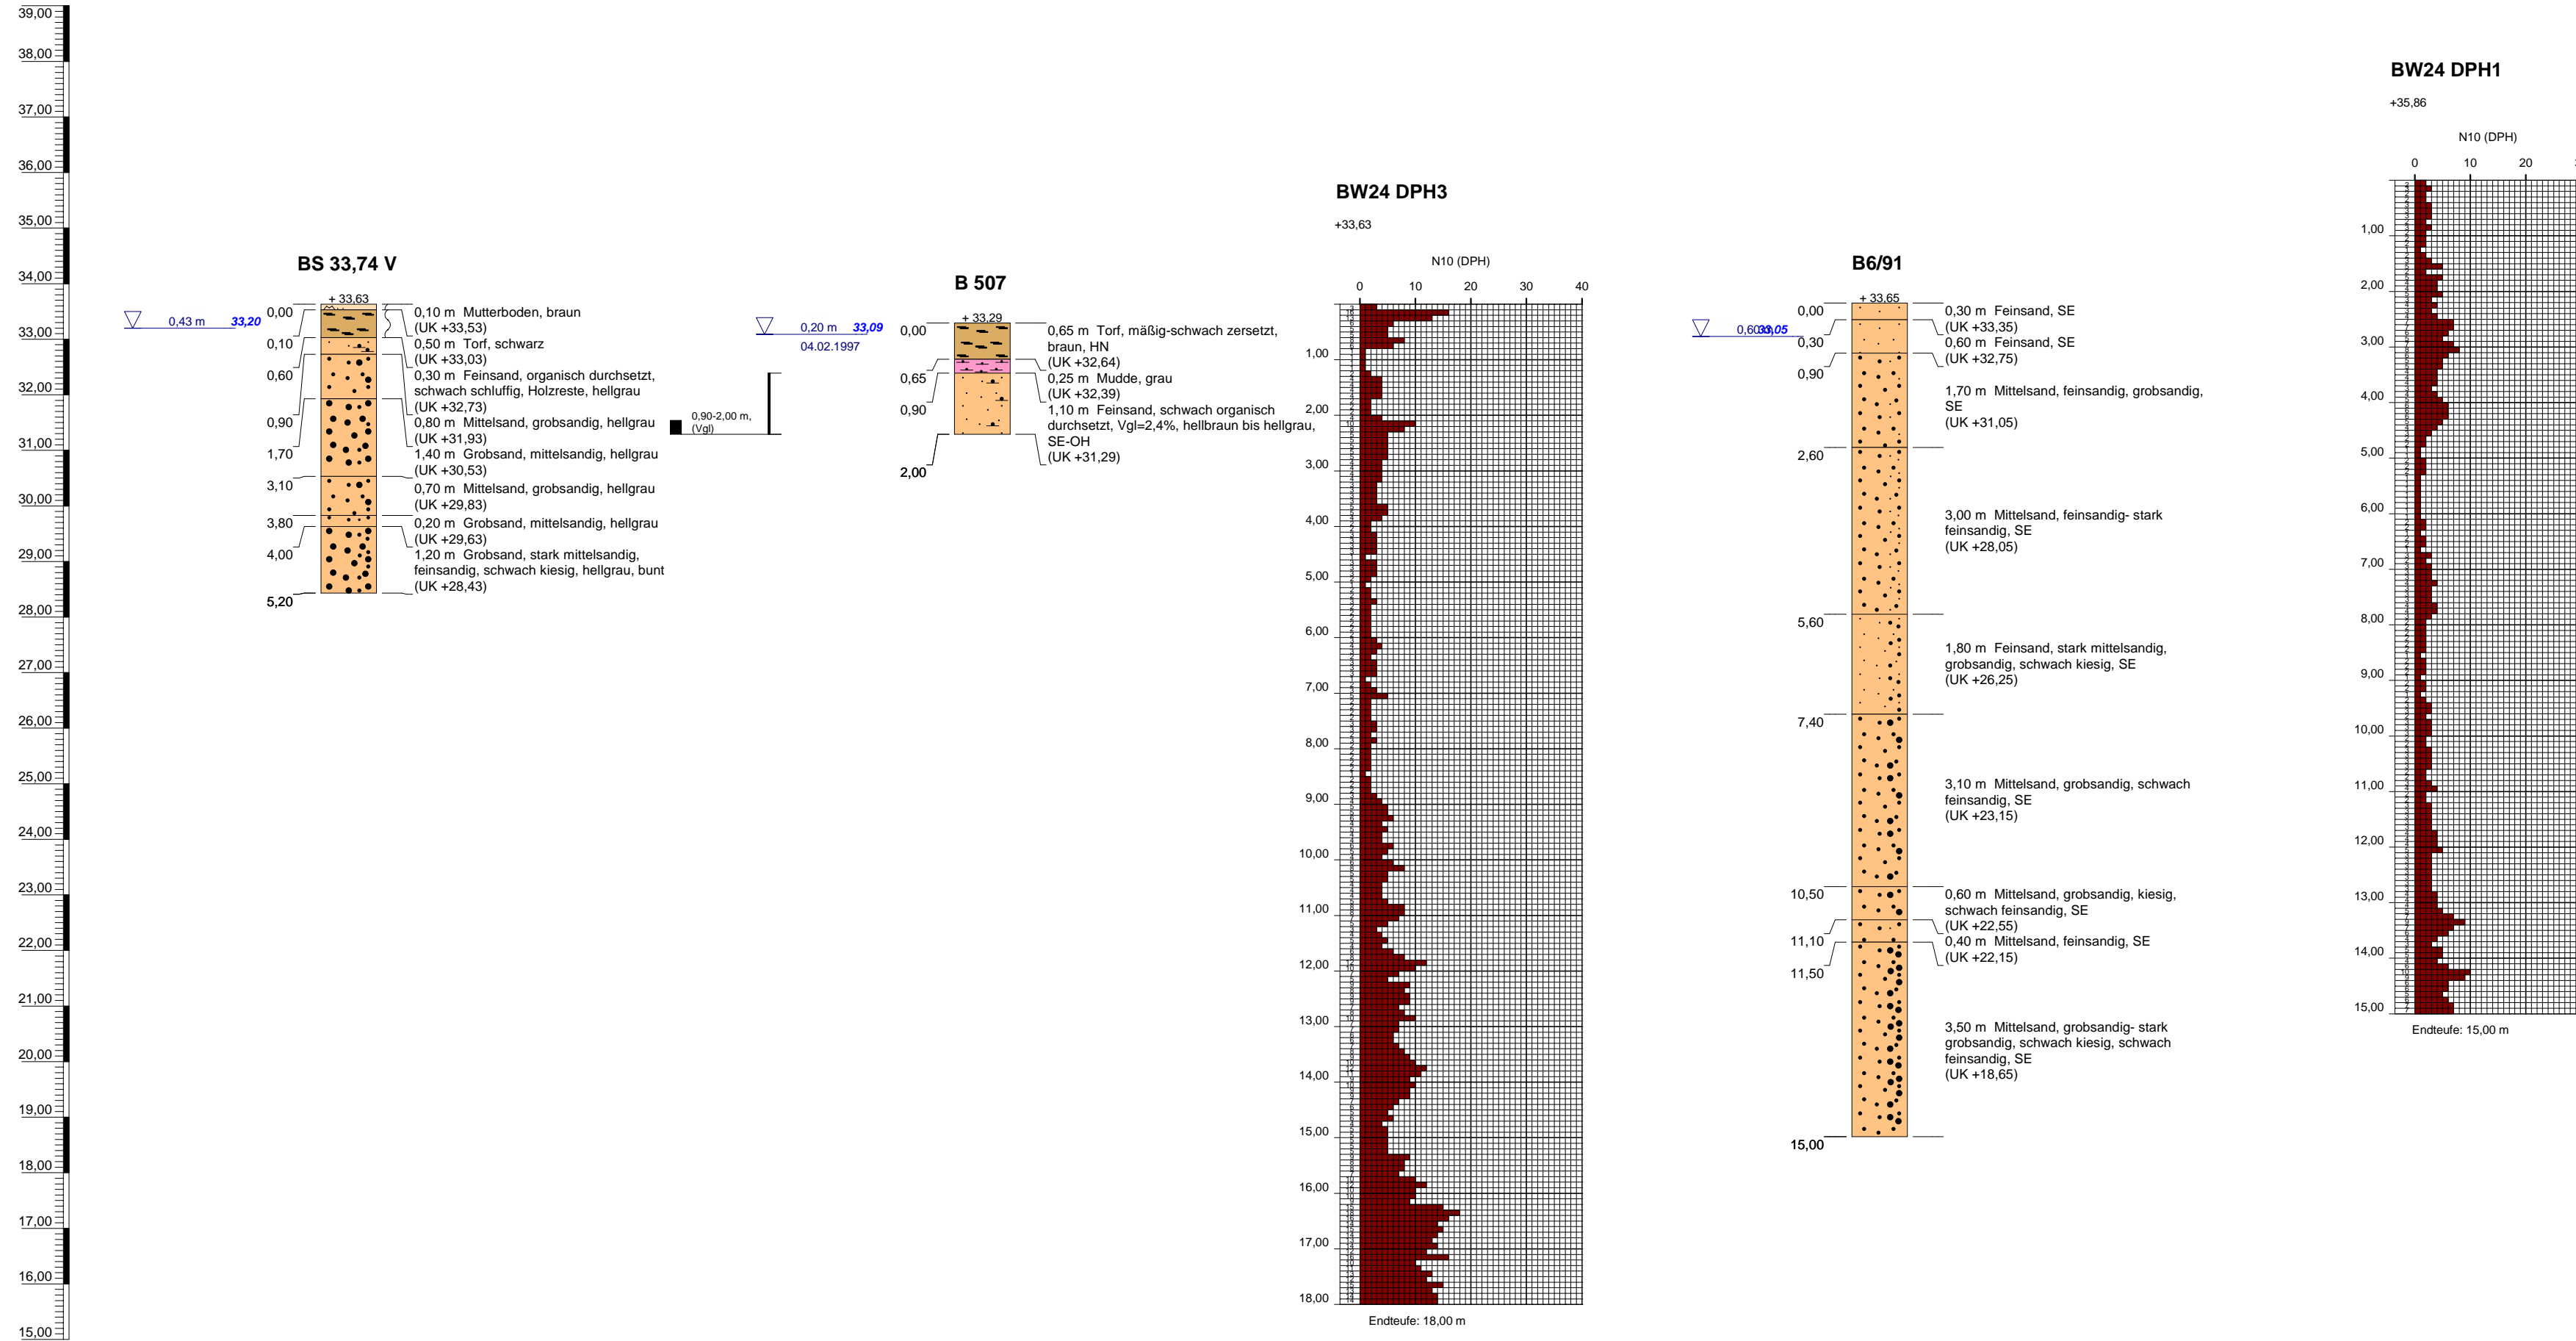 39,00
38,00
37,00
36,00
35,00
34,00
33,00
32,00
31,00
30,00
29,00
28,00
27,00
26,00
25,00
24,00
23,00
22,00
21,00
20,00
19,00
18,00
17,00
16,00
15,00
BS 33,74 V
+ 33,63
0,43 m 33,20
0,00
0,10
0,60
0,90
1,70
3,10
3,80
4,00
5,20
0,10 m Mutterboden, braun
(UK +33,53)
0,50 m Torf, schwarz
(UK +33,03)
0,30 m Feinsand, organisch durchsetzt,
schwach schluffig, Holzreste, hellgrau
(UK +32,73)
0,80 m Mittelsand, grobsandig, hellgrau
(UK +31,93)
1,40 m Grobsand, mittelsandig, hellgrau
(UK +30,53)
0,70 m Mittelsand, grobsandig, hellgrau
(UK +29,83)
0,20 m Grobsand, mittelsandig, hellgrau
(UK +29,63)
1,20 m Grobsand, stark mittelsandig,
feinsandig, schwach kiesig, hellgrau, bunt
(UK +28,43)
B 507
+ 33,29
0,20 m 33,09
04.02.1997
0,90-2,00 m,
(Vgl)
0,00
0,65
0,90
2,00
0,65 m Torf, mäßig-schwach zersetzt,
braun, HN
(UK +32,64)
0,25 m Mudde, grau
(UK +32,39)
1,10 m Feinsand, schwach organisch
durchsetzt, Vgl=2,4%, hellbraun bis hellgrau,
SE-OH
(UK +31,29)
BW24 DPH3
+33,63
N10 (DPH)
0 10 20 30 40
1,00
2,00
3,00
4,00
5,00
6,00
7,00
8,00
9,00
10,00
11,00
12,00
13,00
14,00
15,00
16,00
17,00
18,00
Endteufe: 18,00 m
B6/91
+ 33,65
0,60 m 33,05
0,00
0,30
0,90
2,60
5,60
7,40
10,50
11,10
11,50
15,00
0,30 m Feinsand, SE
(UK +33,35)
0,60 m Feinsand, SE
(UK +32,75)
1,70 m Mittelsand, feinsandig, grobsandig,
SE
(UK +31,05)
3,00 m Mittelsand, feinsandig- stark
feinsandig, SE
(UK +28,05)
1,80 m Feinsand, stark mittelsandig,
grobsandig, schwach kiesig, SE
(UK +26,25)
3,10 m Mittelsand, grobsandig, schwach
feinsandig, SE
(UK +23,15)
0,60 m Mittelsand, grobsandig, kiesig,
schwach feinsandig, SE
(UK +22,55)
0,40 m Mittelsand, feinsandig, SE
(UK +22,15)
3,50 m Mittelsand, grobsandig- stark
grobsandig, schwach kiesig, schwach
feinsandig, SE
(UK +18,65)
BW24 DPH1
+35,86
N10 (DPH)
0 10 20
1,00
2,00
3,00
4,00
5,00
6,00
7,00
8,00
9,00
10,00
11,00
12,00
13,00
14,00
15,00
Endteufe: 15,00 m